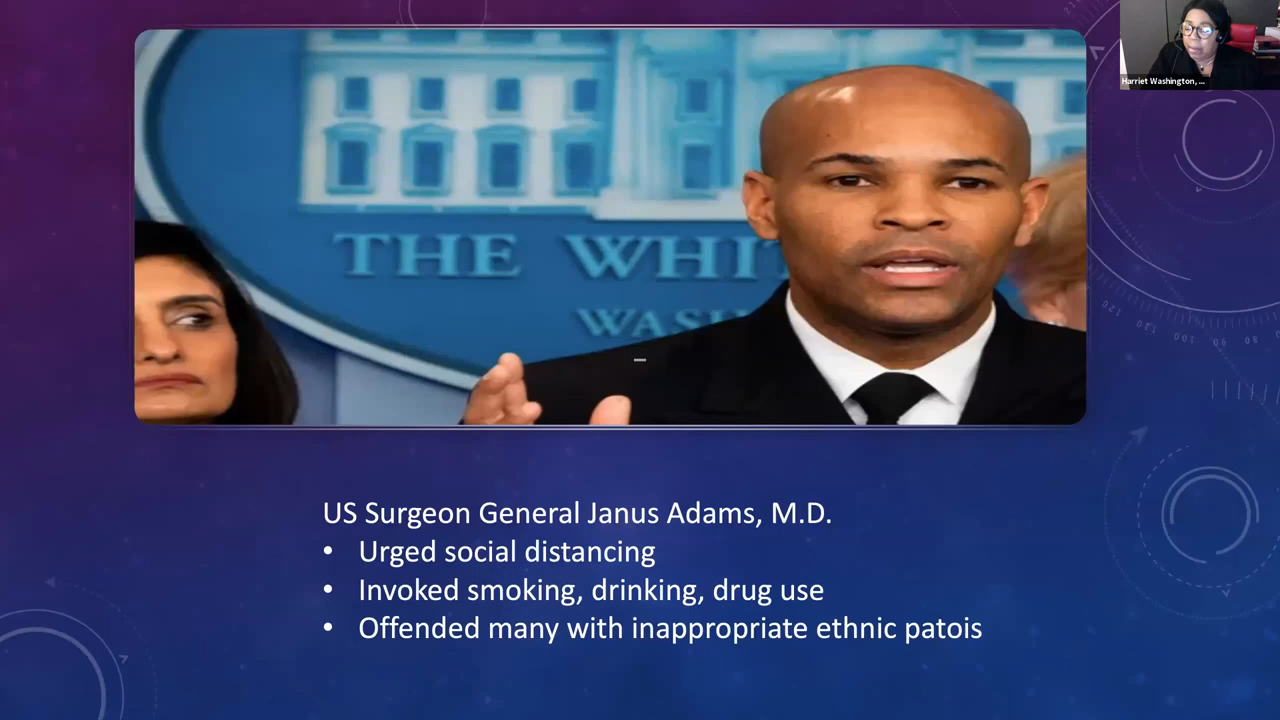 Harriet Washington, ...
THE WHIT
WASH
US Surgeon General Janus Adams, M.D.
• Urged social distancing
• Invoked smoking, drinking, drug use
• Offended many with inappropriate ethnic patois